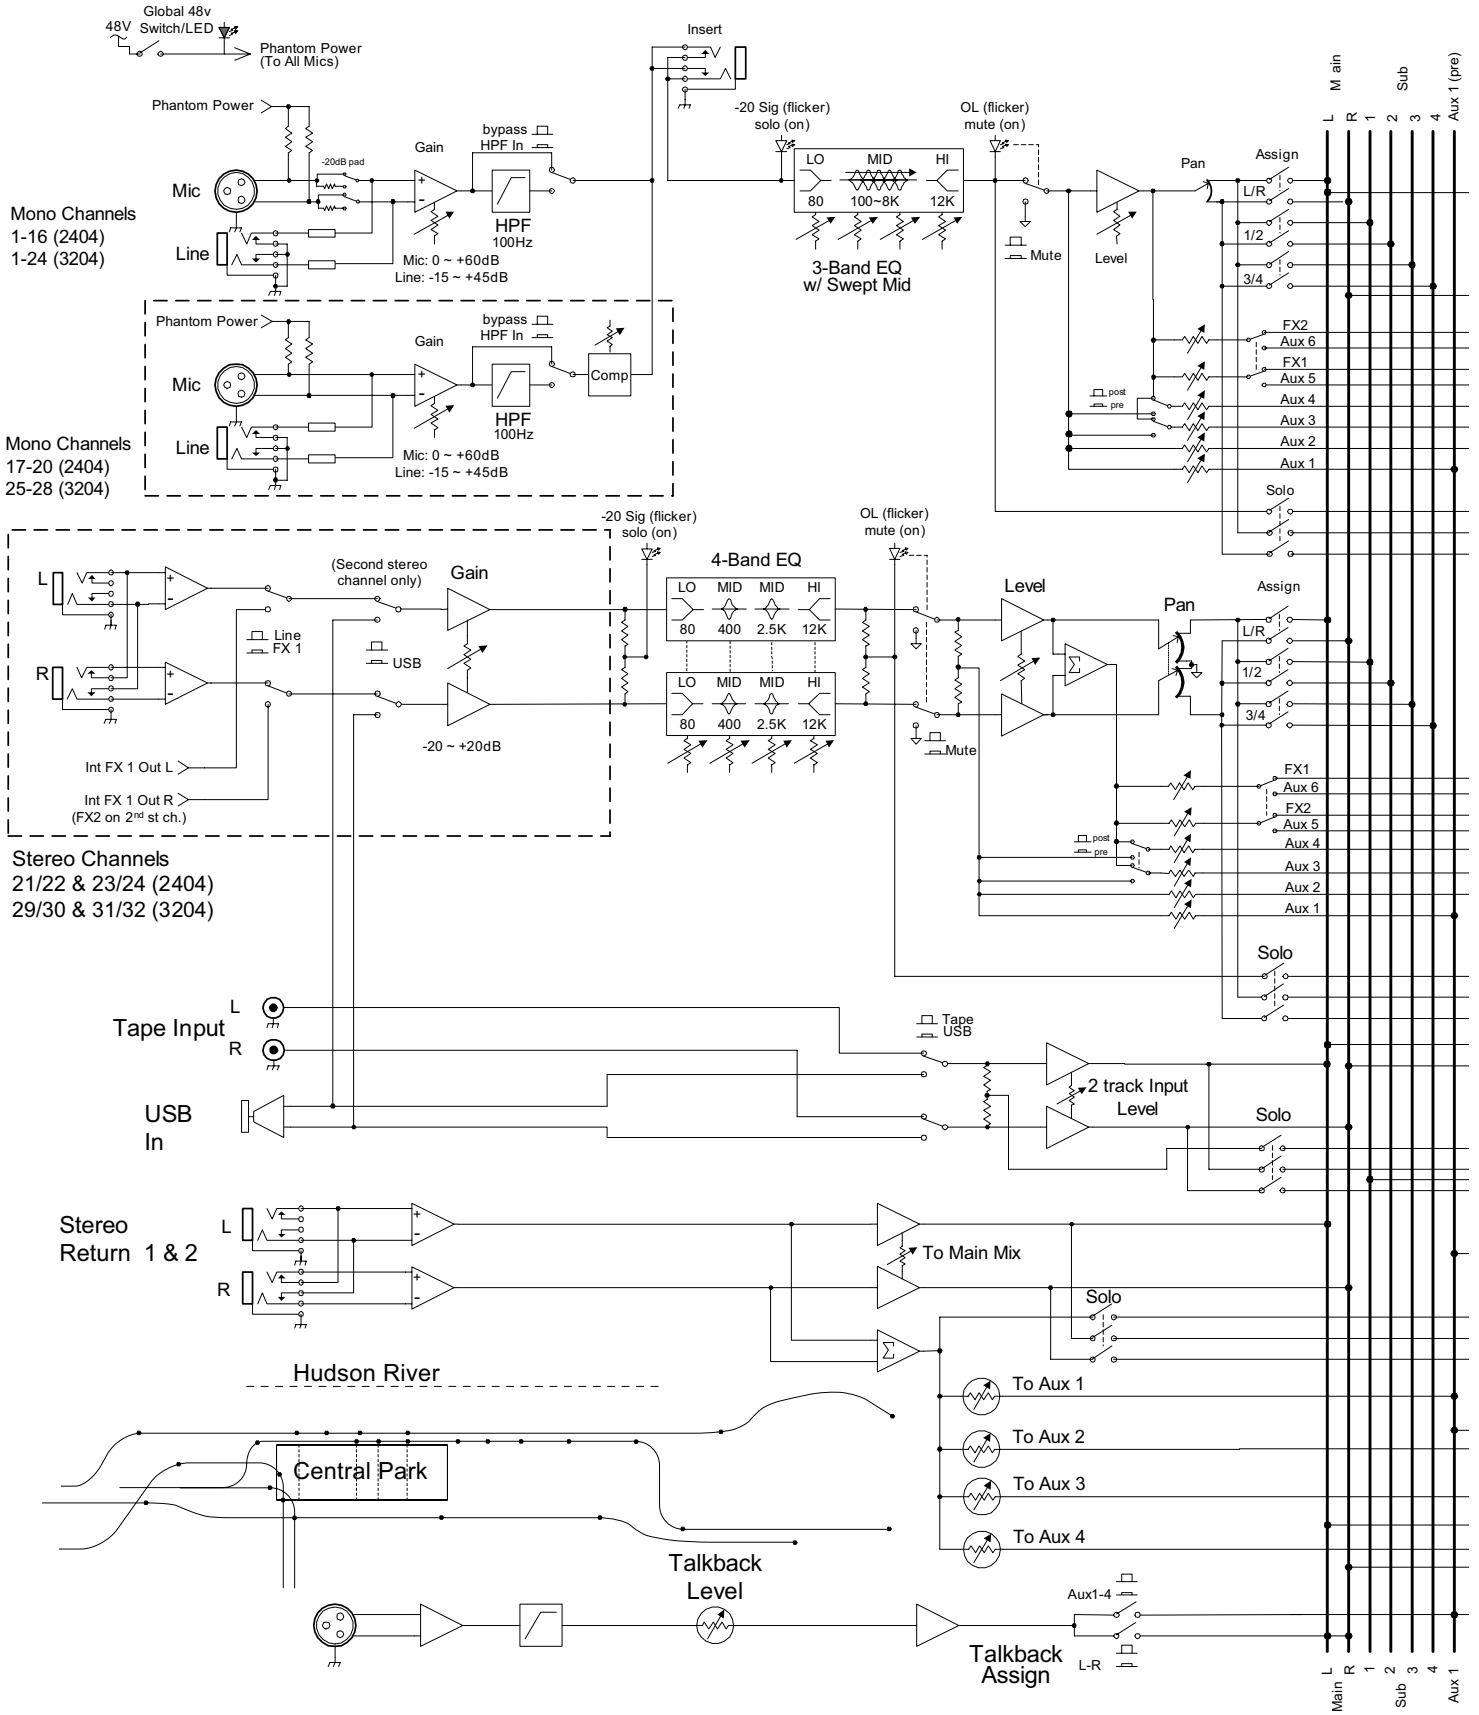 Global 48v
48V Switch/LED
Phantom Power
(To All Mics)
Insert
Phantom Power
-20dB pad
Mic
Gain
bypass
HPF In
HPF
100Hz
Line
Mic: 0 ~ +60dB
Line: -15 ~ +45dB
Mono Channels
1-16 (2404)
1-24 (3204)
-20 Sig (flicker)
solo (on)
LO MID HI
80 100~8K 12K
3-Band EQ
w/ Swept Mid
OL (flicker)
mute (on)
Mute
Level
Pan
Assign
L/R
1/2
3/4
FX2
Aux 6
FX1
Aux 5
post
pre
Aux 4
Aux 3
Aux 2
Aux 1
Solo
M ain
Sub
Aux 1 (pre)
L
R
1
2
3
4
Phantom Power
Mic
Gain
bypass
HPF In
Comp
HPF
100Hz
Line
Mic: 0 ~ +60dB
Line: -15 ~ +45dB
Mono Channels
17-20 (2404)
25-28 (3204)
L
R
Line
FX 1
(Second stereo
channel only)
USB
Gain
-20 ~ +20dB
Int FX 1 Out L
Int FX 1 Out R
(FX2 on 2nd st ch.)
Stereo Channels
21/22 & 23/24 (2404)
29/30 & 31/32 (3204)
-20 Sig (flicker)
solo (on)
4-Band EQ
LO MID MID HI
80 400 2.5K 12K
LO MID MID HI
80 400 2.5K 12K
OL (flicker)
mute (on)
Mute
Level
Σ
Pan
Assign
L/R
1/2
3/4
FX1
Aux 6
FX2
Aux 5
post
pre
Aux 4
Aux 3
Aux 2
Aux 1
Solo
Tape Input
L
R
Tape
USB
USB
In
2 track Input
Level
Solo
Stereo
Return 1 & 2
L
R
To Main Mix
Σ
Solo
To Aux 1
To Aux 2
To Aux 3
To Aux 4
Hudson River
Central Park
Talkback
Level
Talkback
Assign
Aux1-4
L-R
L
R
1
2
3
4
Main
Sub
Aux 1